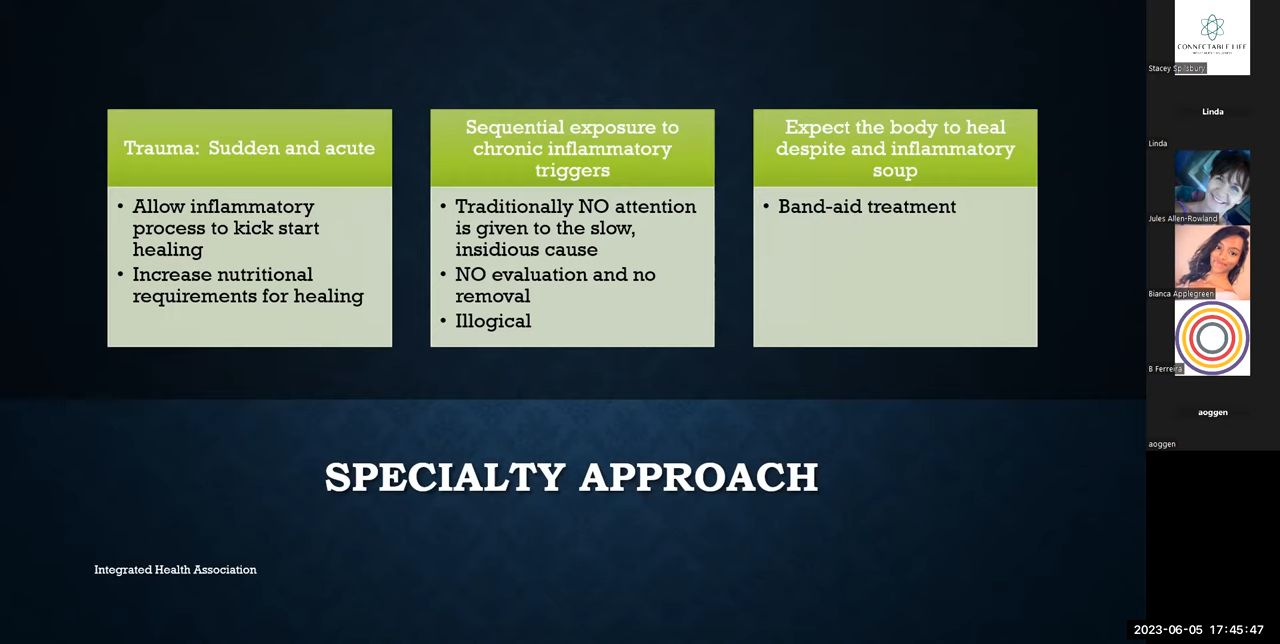 Trauma: Sudden and acute
• Allow inflammatory
process to kick start
healing
• Increase nutritional
requirements for healing
Sequential exposure to
chronic inflammatory
triggers
• Traditionally NO attention
is given to the slow,
insidious cause
• NO evaluation and no
removal
• Illogical
Expect the body to heal
despite and inflammatory
soup
• Band-aid treatment
SPECIALTY APPROACH
Integrated Health Association
CONNECTABLE LIFE
Stacey Spilsbury
Linda
Linda
Jules Allen-Rowland
Bianca Applegreen
B Ferreira
aoggen
aoggen
2023-06-05 17:45:47